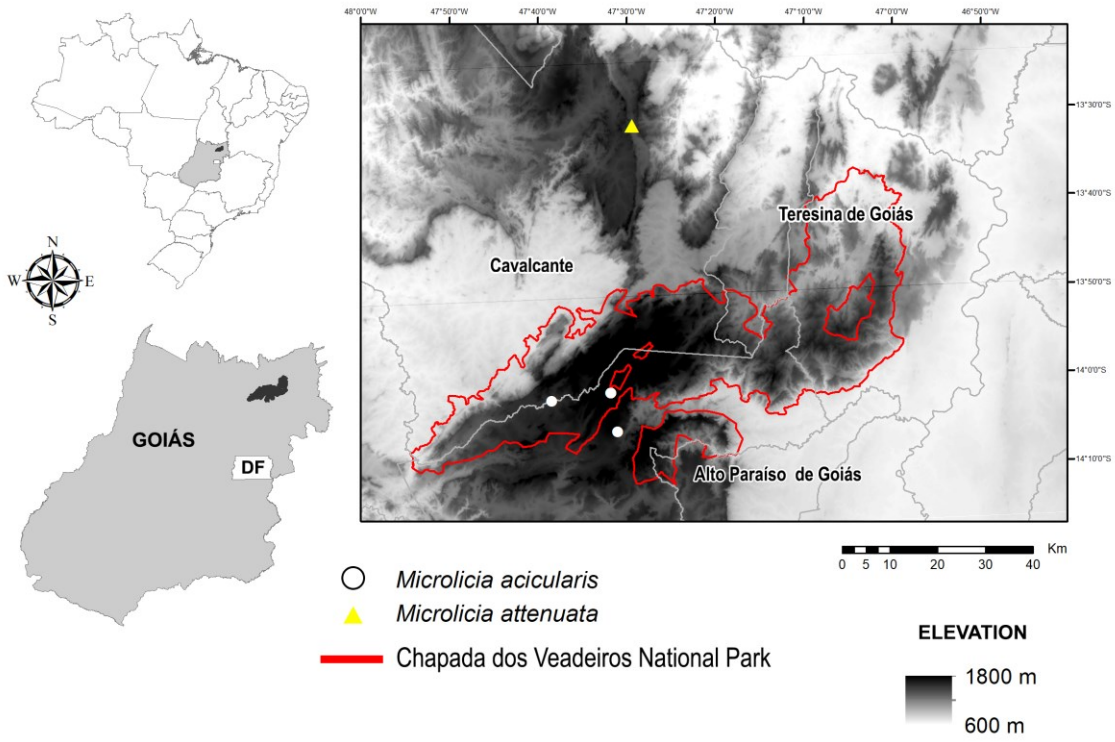 48°0'0"W 47°50'0"W 47°40'0"W 47°30'0"W 47°20'0"W 47°10'0"W 47°0'0"W 46°50'0"W
13°30'0"S
13°40'0"S
13°50'0"S
14°0'0"S
14°10'0"S
Teresina de Goiás
Cavalcante
Alto Paraíso de Goiás
N
W E
S
GOIÁS
DF
Km
0 5 10 20 30 40
Microlicia acicularis
Microlicia attenuata
Chapada dos Veadeiros National Park
ELEVATION
1800 m
600 m